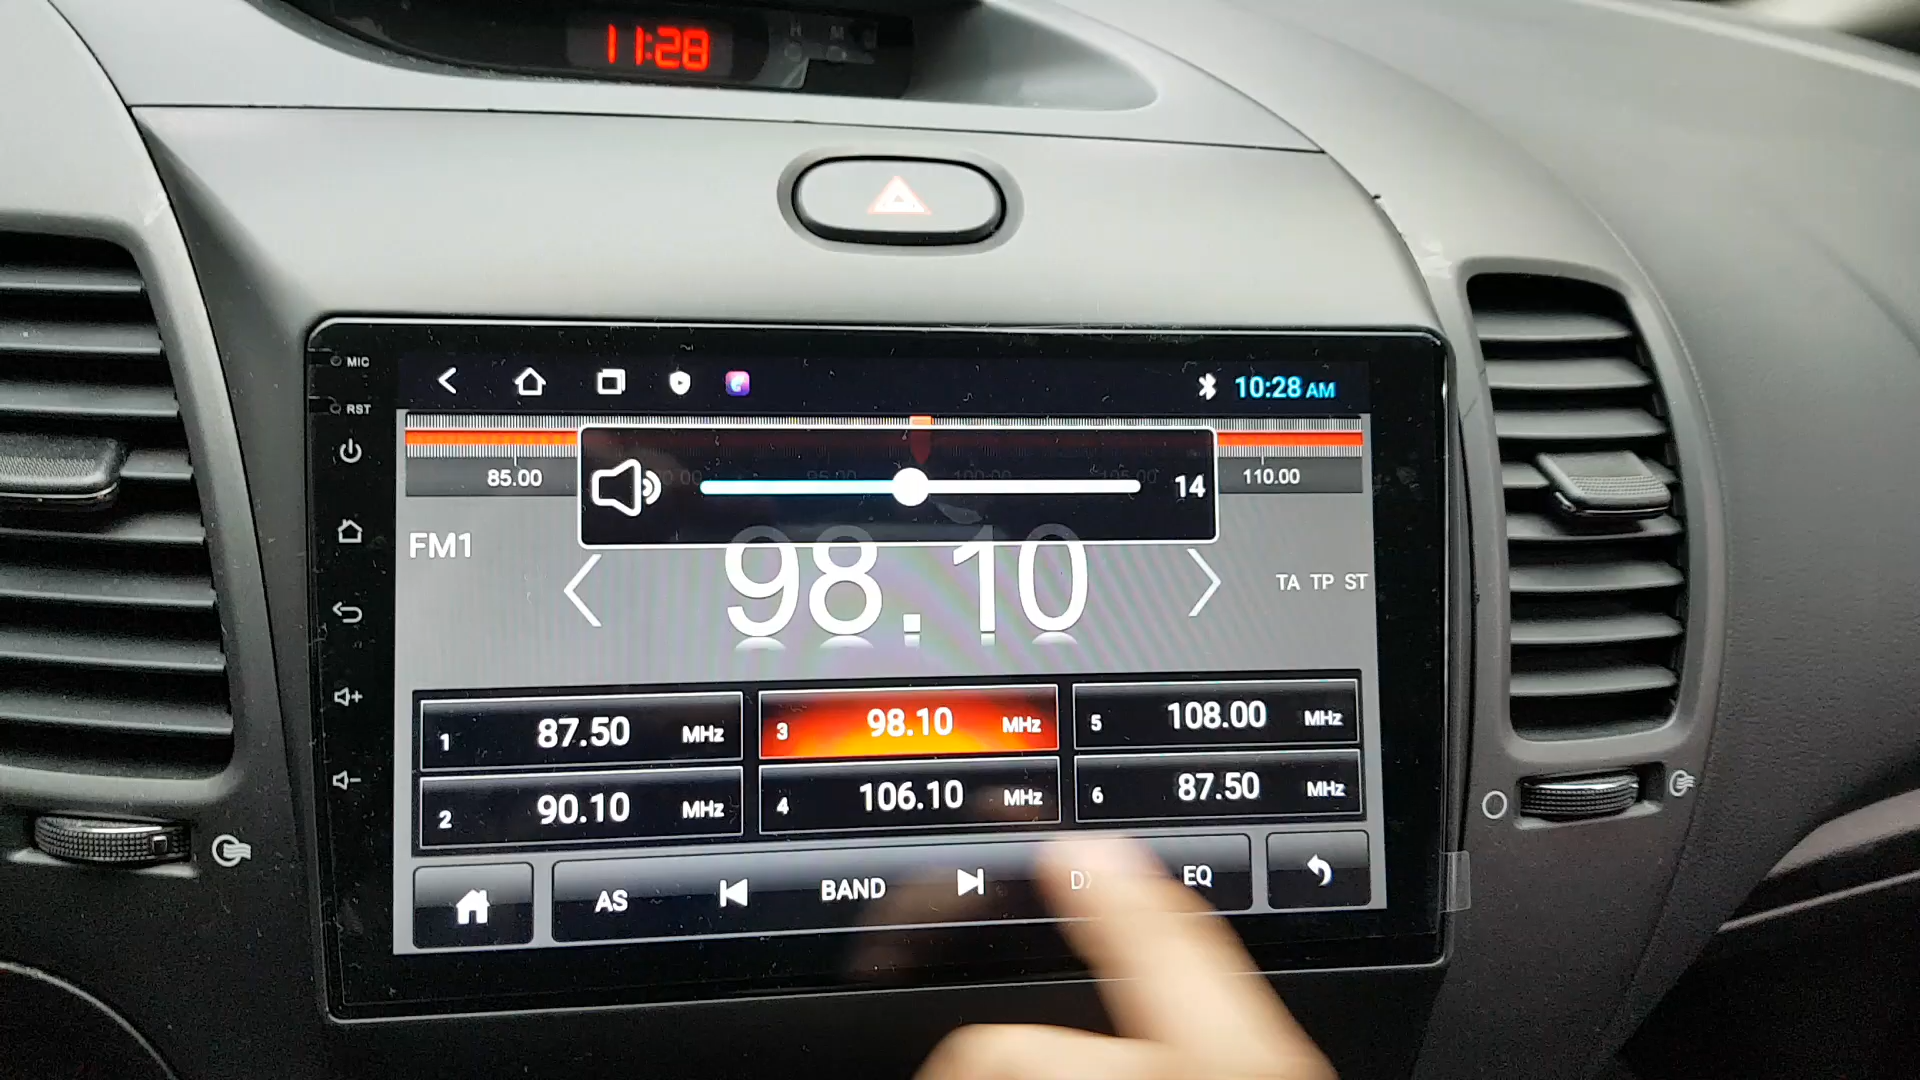 11:28
H M
MIC
10:28 AM
RST
85.00
14
110.00
FM1
98.10
TA TP ST
1 87.50 MHz
3 98.10 MHz
5 108.00 MHz
2 90.10 MHz
4 106.10 MHz
6 87.50 MHz
AS
BAND
EQ